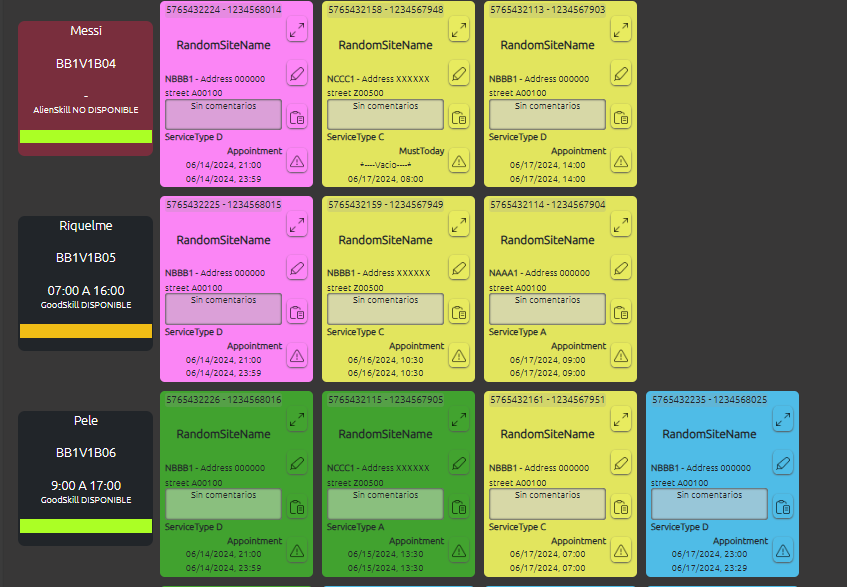 Messi
BB1V1B04
-
AlienSkill NO DISPONIBLE
5765432224 - 1234568014
RandomSiteName
NBBB1 - Address 000000
street A00100
Sin comentarios
ServiceType D
Appointment
06/14/2024, 21:00
06/14/2024, 23:59
5765432158 - 1234567948
RandomSiteName
NCCC1 - Address XXXXXX
street Z00500
Sin comentarios
ServiceType C
MustToday
+----Vacio----+
06/17/2024, 08:00
5765432113 - 1234567903
RandomSiteName
NBBB1 - Address 000000
street A00100
Sin comentarios
ServiceType D
Appointment
06/17/2024, 14:00
06/17/2024, 14:00
Riquelme
BB1V1B05
07:00 A 16:00
GoodSkill DISPONIBLE
5765432225 - 1234568015
RandomSiteName
NBBB1 - Address 000000
street A00100
Sin comentarios
ServiceType D
Appointment
06/14/2024, 21:00
06/14/2024, 23:59
5765432159 - 1234567949
RandomSiteName
NBBB1 - Address XXXXXX
street Z00500
Sin comentarios
ServiceType C
Appointment
06/16/2024, 10:30
06/16/2024, 10:30
5765432114 - 1234567904
RandomSiteName
NAAA1 - Address 000000
street A00100
Sin comentarios
ServiceType A
Appointment
06/17/2024, 09:00
06/17/2024, 09:00
Pele
BB1V1B06
9:00 A 17:00
GoodSkill DISPONIBLE
5765432226 - 1234568016
RandomSiteName
NBBB1 - Address 000000
street A00100
Sin comentarios
ServiceType D
Appointment
06/14/2024, 21:00
06/14/2024, 23:59
5765432115 - 1234567905
RandomSiteName
NCCC1 - Address XXXXXX
street Z00500
Sin comentarios
ServiceType A
Appointment
06/15/2024, 13:30
06/15/2024, 13:30
5765432161 - 1234567951
RandomSiteName
NBBB1 - Address 000000
street A00100
Sin comentarios
ServiceType C
Appointment
06/17/2024, 07:00
06/17/2024, 07:00
5765432235 - 1234568025
RandomSiteName
NBBB1 - Address 000000
street A00100
Sin comentarios
ServiceType D
Appointment
06/17/2024, 23:00
06/17/2024, 23:29